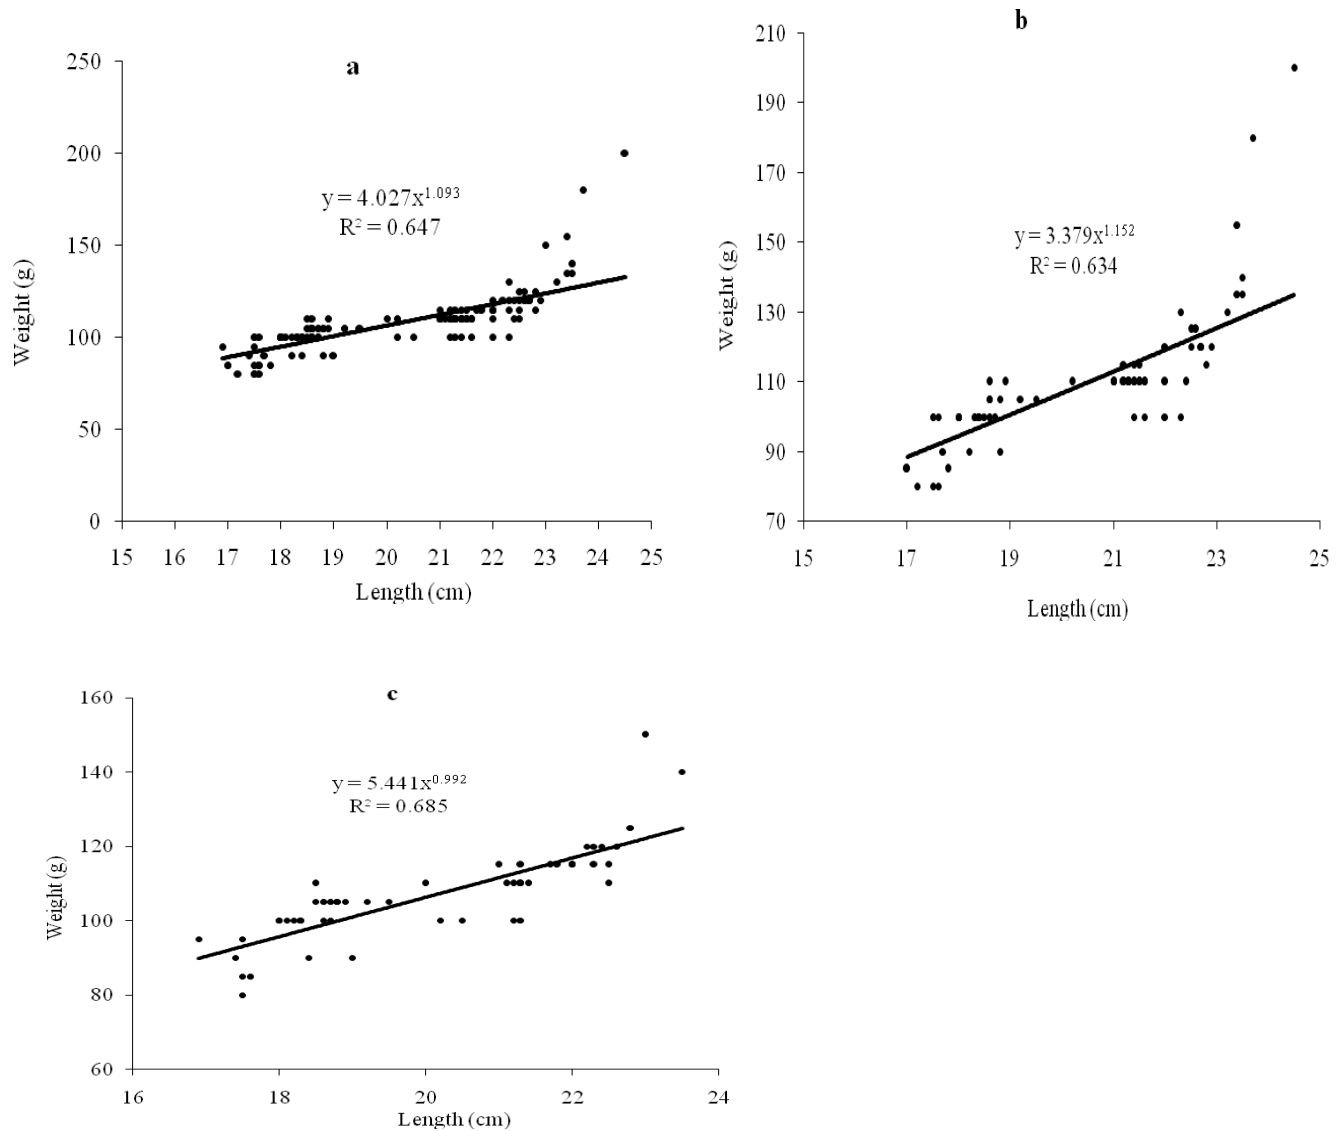 a
250
200
150
100
50
0
y = 4.027x^1.093
R² = 0.647
Weight (g)
15 16 17 18 19 20 21 22 23 24 25
Length (cm)
b
210
190
170
150
130
110
90
70
y = 3.379x^1.152
R² = 0.634
Weight (g)
15 17 19 21 23 25
Length (cm)
c
160
140
120
100
80
60
y = 5.441x^0.992
R² = 0.685
Weight (g)
16 18 20 22 24
Length (cm)